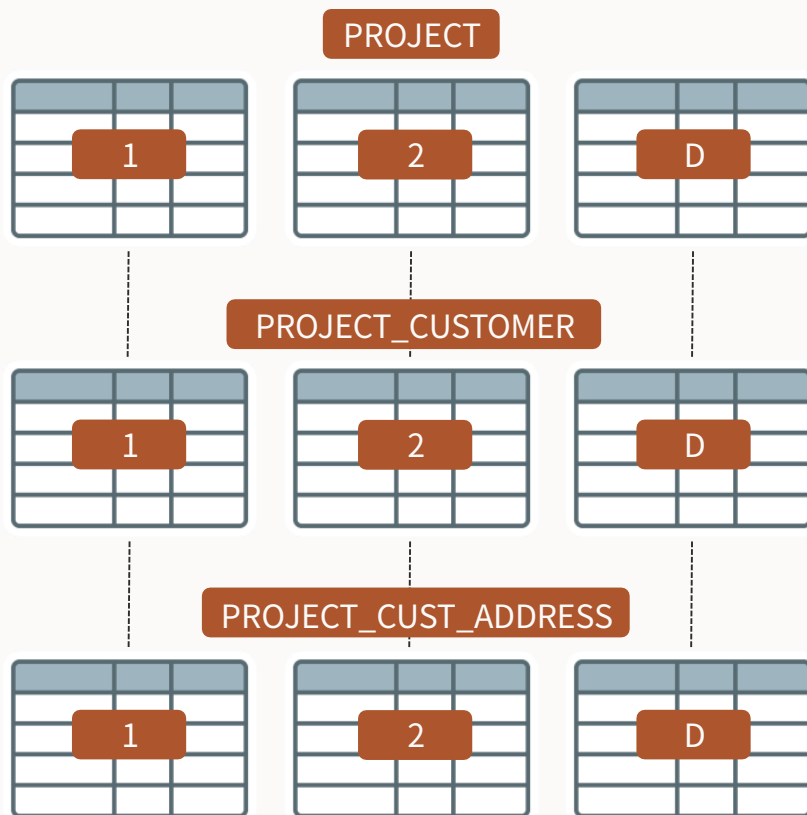 PROJECT
1 2 D
PROJECT_CUSTOMER
1 2 D
PROJECT_CUST_ADDRESS
1 2 D